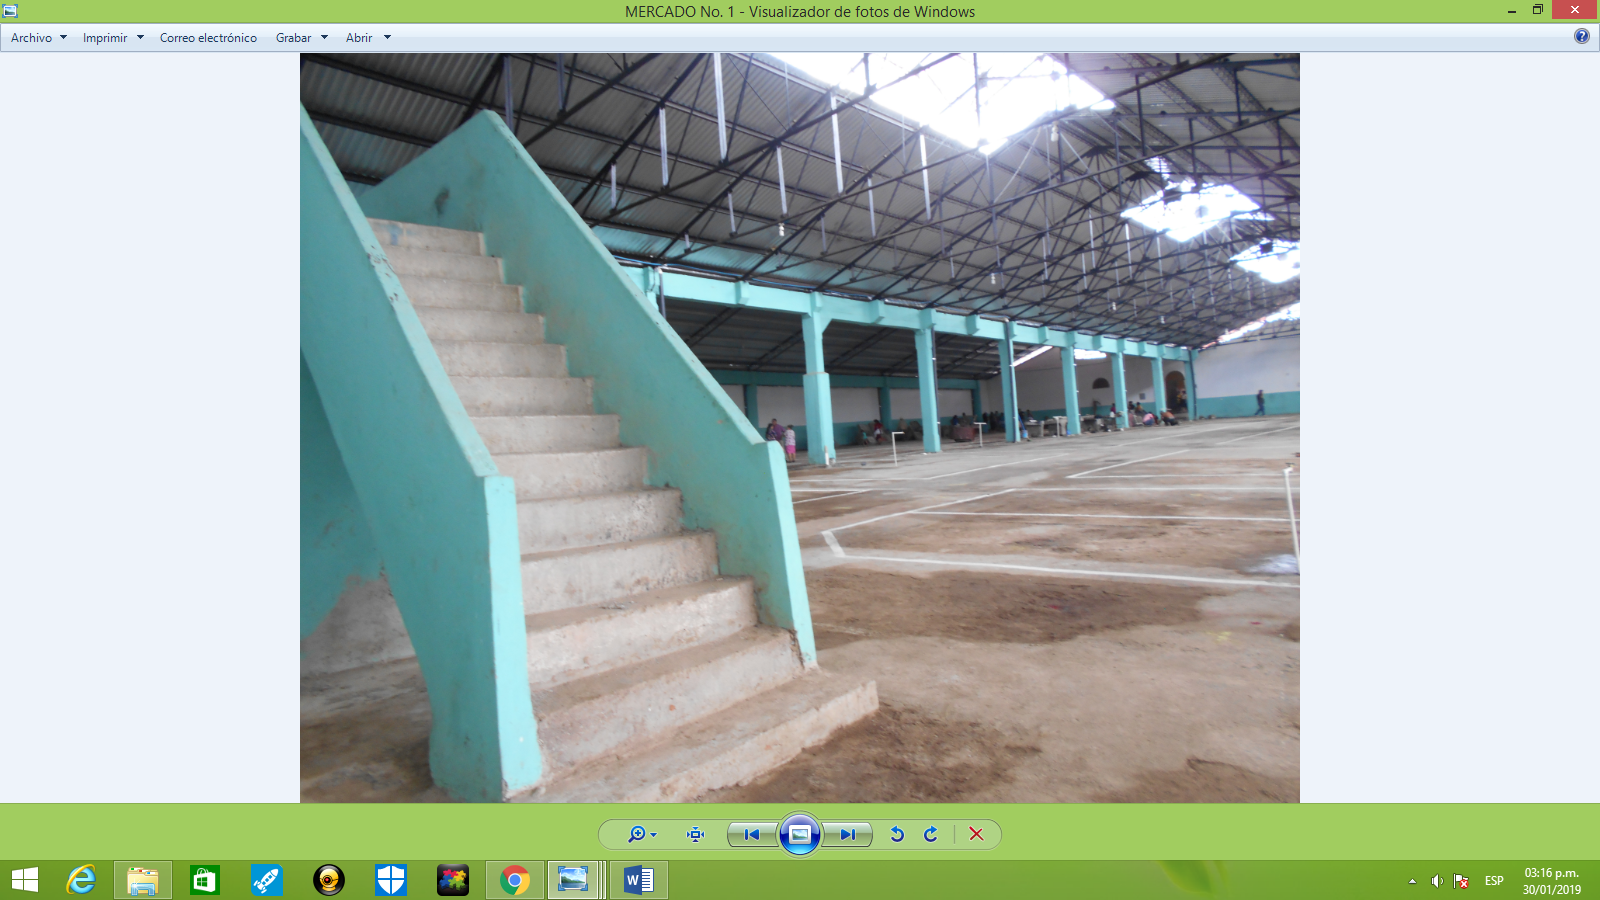 MERCADO No. 1 - Visualizador de fotos de Windows
Archivo Imprimir Correo electrónico Grabar Abrir
ESP
03:16 p.m.
30/01/2019